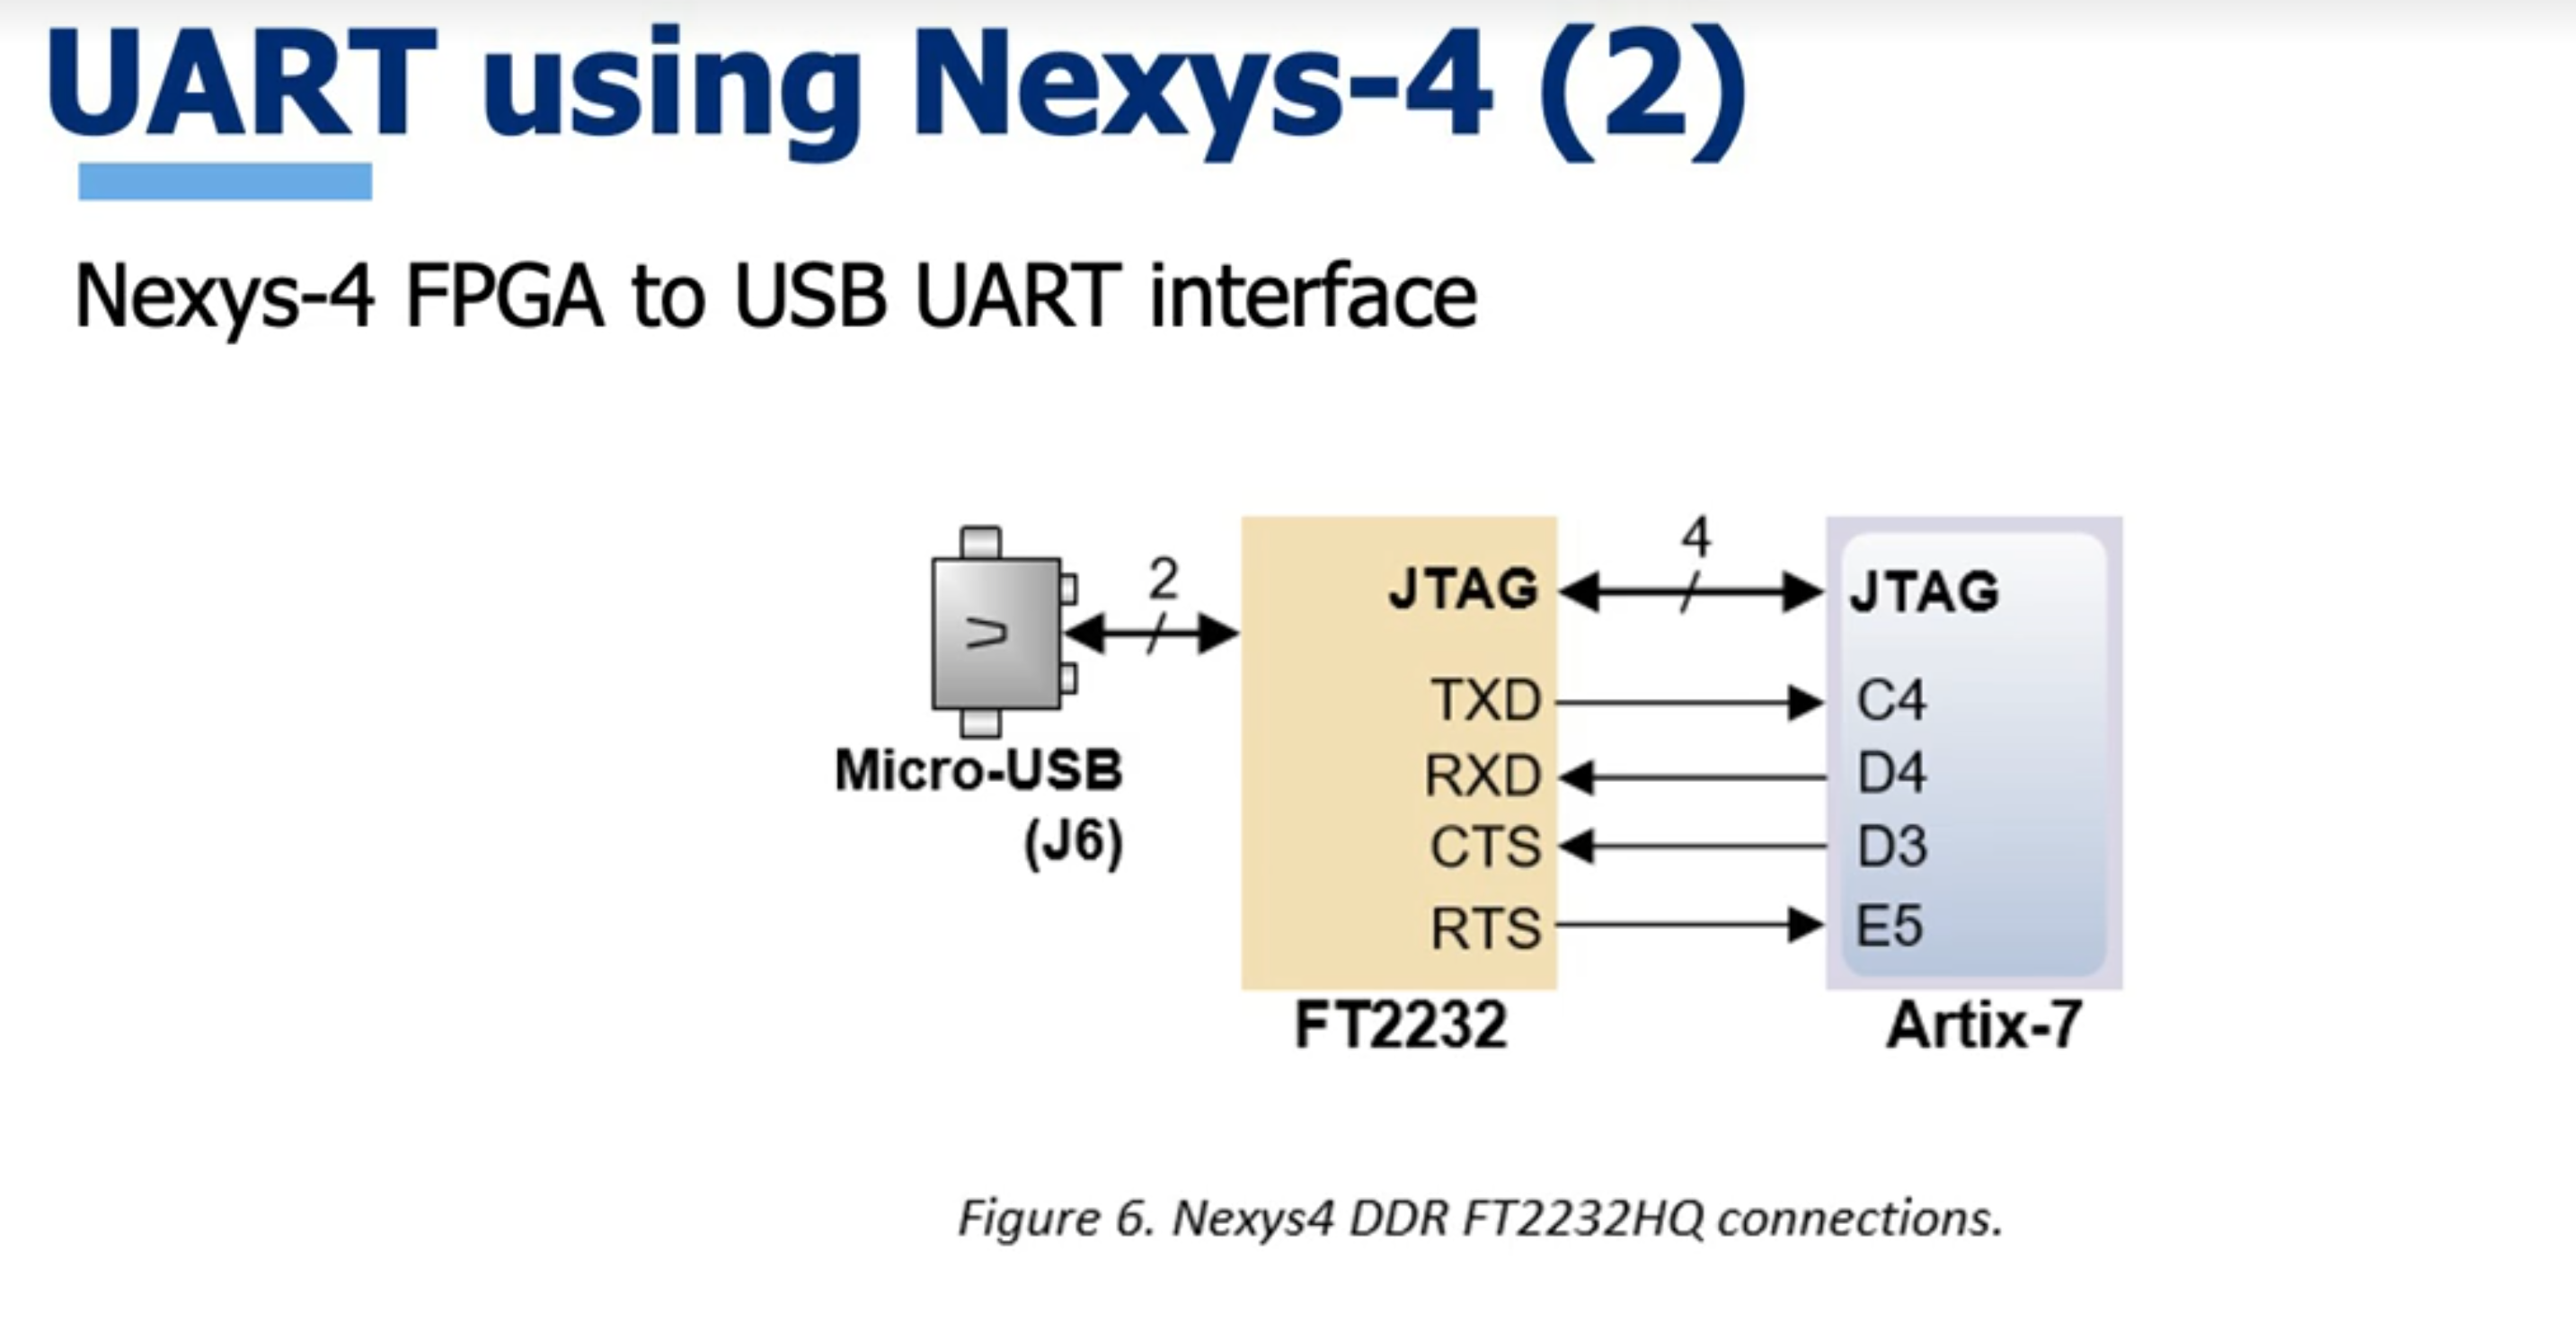 UART using Nexys-4 (2)
Nexys-4 FPGA to USB UART interface
2
Micro-USB
(J6)
JTAG
TXD
RXD
CTS
RTS
FT2232
4
JTAG
C4
D4
D3
E5
Artix-7
Figure 6. Nexys4 DDR FT2232HQ connections.